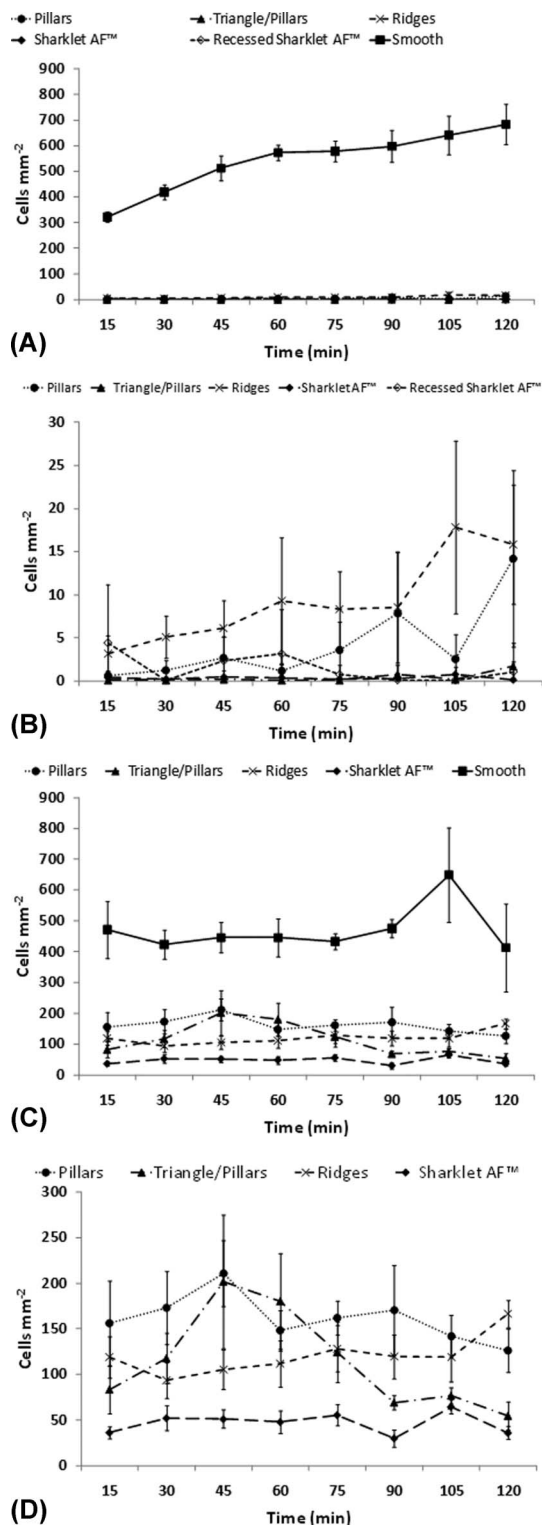 Pillars Triangle/Pillars Ridges
Sharklet AF™ Recessed Sharklet AF™ Smooth
900
800
700
600
500
400
300
200
100
0
Cells mm-2
15 30 45 60 75 90 105 120
Time (min)
(A)
Pillars Triangle/Pillars Ridges SharkletAF™ Recessed Sharklet AF™
30
25
20
15
10
5
0
Cells mm-2
15 30 45 60 75 90 105 120
Time (min)
(B)
Pillars Triangle/Pillars Ridges Sharklet AF™ Smooth
900
800
700
600
500
400
300
200
100
0
Cells mm-2
15 30 45 60 75 90 105 120
Time (min)
(C)
Pillars Triangle/Pillars Ridges Sharklet AF™
300
250
200
150
100
50
0
Cells mm-2
15 30 45 60 75 90 105 120
Time (min)
(D)